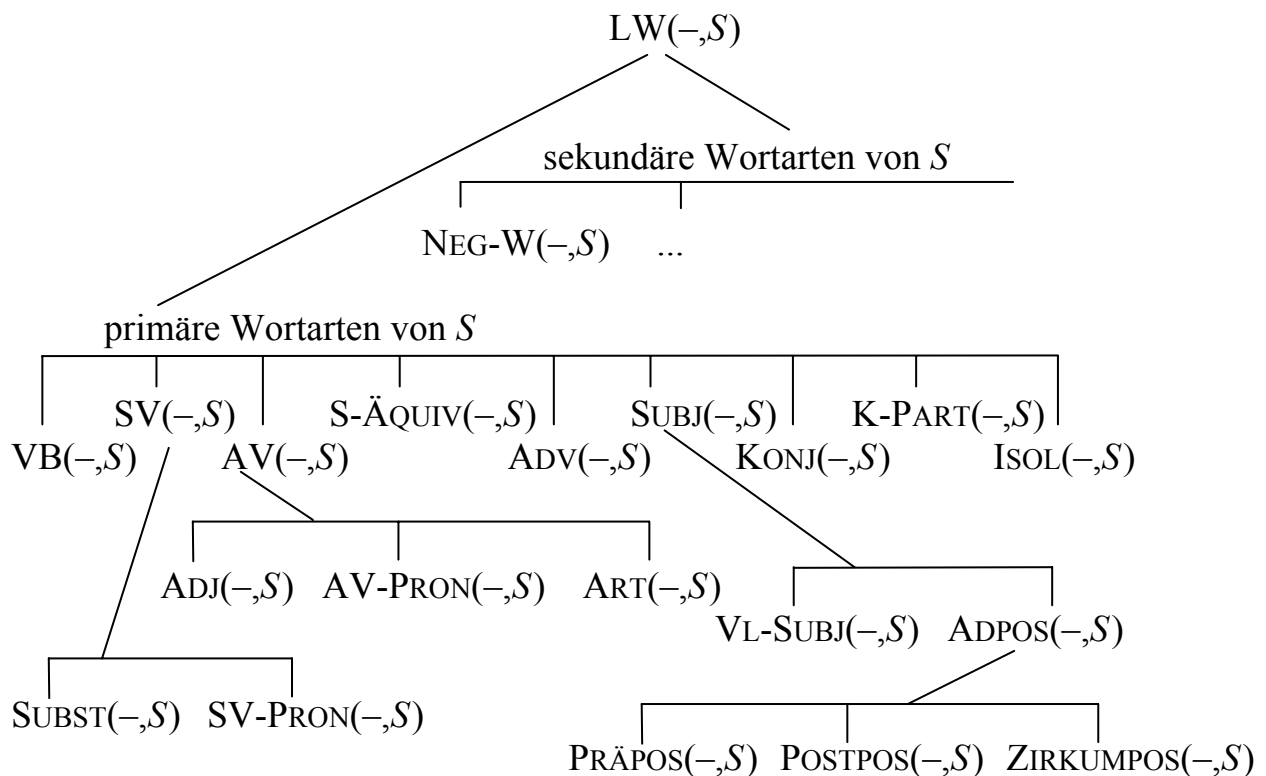 LW(–,S)
sekundäre Wortarten von S
NEG-W(–,S) ...
primäre Wortarten von S
SV(–,S) S-ÄQUIV(–,S) SUBJ(–,S) K-PART(–,S)
VB(–,S) AV(–,S) ADV(–,S) KONJ(–,S) ISOL(–,S)
ADJ(–,S) AV-PRON(–,S) ART(–,S)
VL-SUBJ(–,S) ADPOS(–,S)
SUBST(–,S) SV-PRON(–,S)
PRÄPOS(–,S) POSTPOS(–,S) ZIRKUMPOS(–,S)